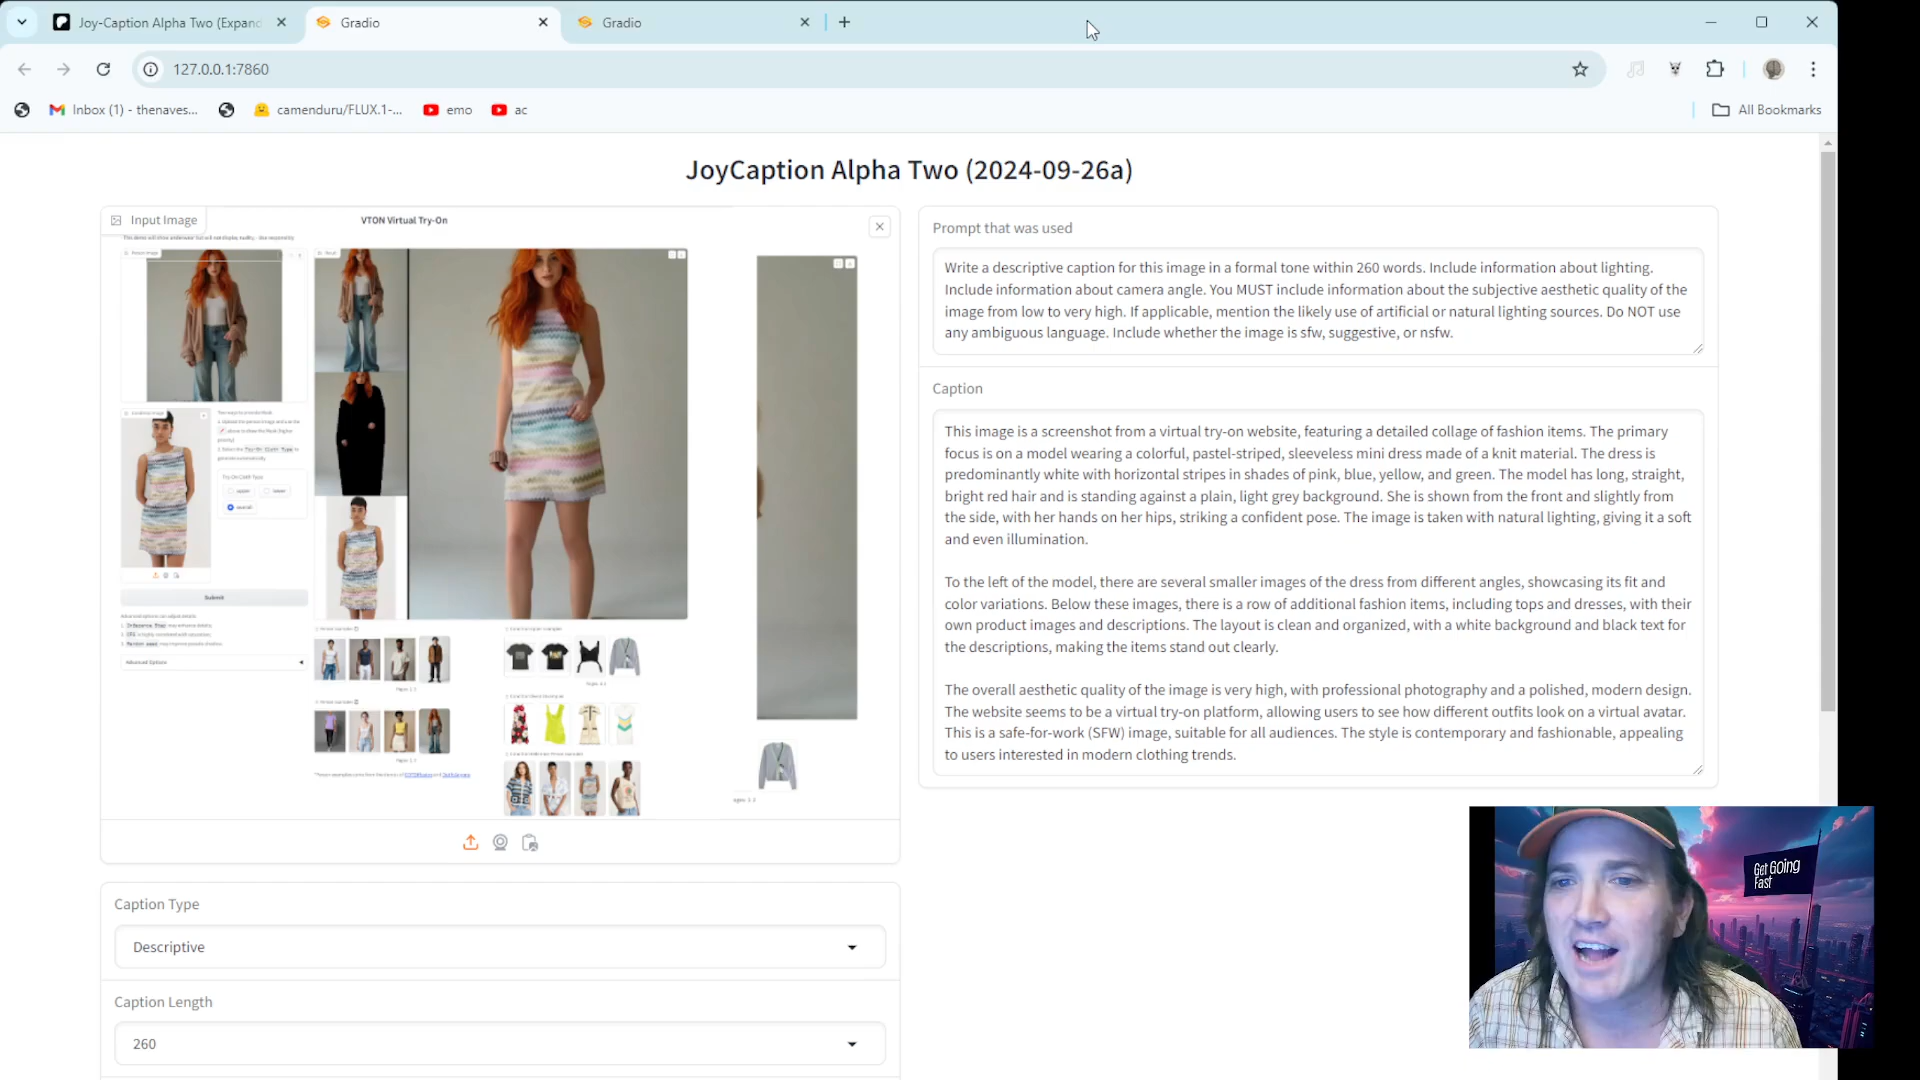 Joy-Caption Alpha Two (Expand
Gradio
Gradio
127.0.0.1:7860
Inbox (1) - thenaves...
camenduru/FLUX.1-...
emo
ac
All Bookmarks
JoyCaption Alpha Two (2024-09-26a)
Input Image
VTON Virtual Try-On
Submit
Advanced Options
Prompt that was used
Write a descriptive caption for this image in a formal tone within 260 words. Include information about lighting.
Include information about camera angle. You MUST include information about the subjective aesthetic quality of the
image from low to very high. If applicable, mention the likely use of artificial or natural lighting sources. Do NOT use
any ambiguous language. Include whether the image is sfw, suggestive, or nsfw.
Caption
This image is a screenshot from a virtual try-on website, featuring a detailed collage of fashion items. The primary
focus is on a model wearing a colorful, pastel-striped, sleeveless mini dress made of a knit material. The dress is
predominantly white with horizontal stripes in shades of pink, blue, yellow, and green. The model has long, straight,
bright red hair and is standing against a plain, light grey background. She is shown from the front and slightly from
the side, with her hands on her hips, striking a confident pose. The image is taken with natural lighting, giving it a soft
and even illumination.
To the left of the model, there are several smaller images of the dress from different angles, showcasing its fit and
color variations. Below these images, there is a row of additional fashion items, including tops and dresses, with their
own product images and descriptions. The layout is clean and organized, with a white background and black text for
the descriptions, making the items stand out clearly.
The overall aesthetic quality of the image is very high, with professional photography and a polished, modern design.
The website seems to be a virtual try-on platform, allowing users to see how different outfits look on a virtual avatar.
This is a safe-for-work (SFW) image, suitable for all audiences. The style is contemporary and fashionable, appealing
to users interested in modern clothing trends.
Caption Type
Descriptive
Caption Length
260
Get Going
Fast